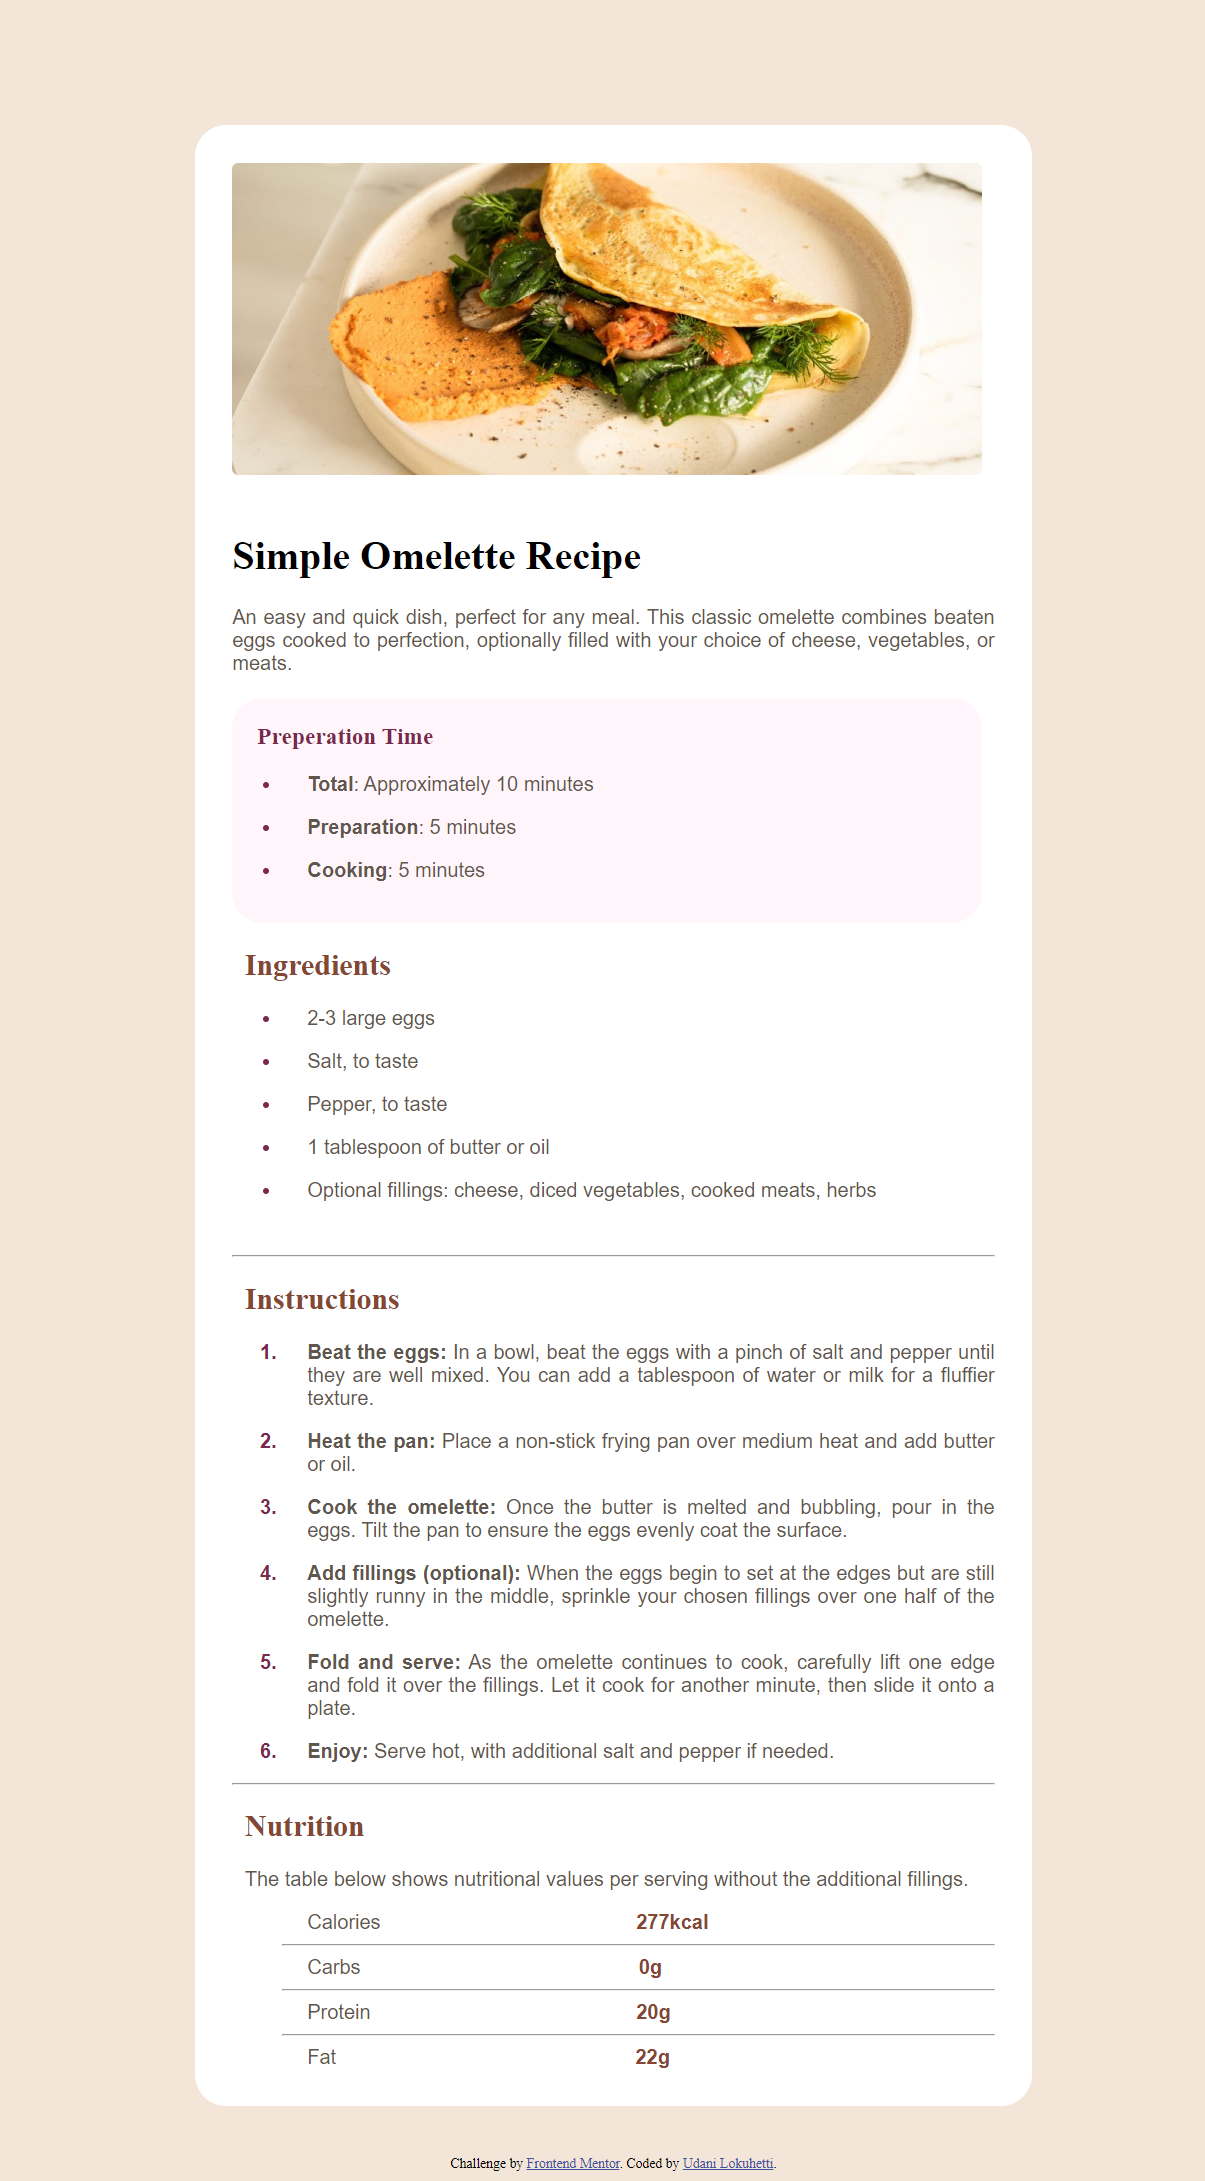 Simple Omelette Recipe
An easy and quick dish, perfect for any meal. This classic omelette combines beaten
eggs cooked to perfection, optionally filled with your choice of cheese, vegetables, or
meats.
Preperation Time
• Total: Approximately 10 minutes
• Preparation: 5 minutes
• Cooking: 5 minutes
Ingredients
• 2-3 large eggs
• Salt, to taste
• Pepper, to taste
• 1 tablespoon of butter or oil
• Optional fillings: cheese, diced vegetables, cooked meats, herbs
Instructions
1. Beat the eggs: In a bowl, beat the eggs with a pinch of salt and pepper until
they are well mixed. You can add a tablespoon of water or milk for a fluffier
texture.
2. Heat the pan: Place a non-stick frying pan over medium heat and add butter
or oil.
3. Cook the omelette: Once the butter is melted and bubbling, pour in the
eggs. Tilt the pan to ensure the eggs evenly coat the surface.
4. Add fillings (optional): When the eggs begin to set at the edges but are still
slightly runny in the middle, sprinkle your chosen fillings over one half of the
omelette.
5. Fold and serve: As the omelette continues to cook, carefully lift one edge
and fold it over the fillings. Let it cook for another minute, then slide it onto a
plate.
6. Enjoy: Serve hot, with additional salt and pepper if needed.
Nutrition
The table below shows nutritional values per serving without the additional fillings.
Calories 277kcal
Carbs 0g
Protein 20g
Fat 22g
Challenge by Frontend Mentor. Coded by Udani Lokuhetti.